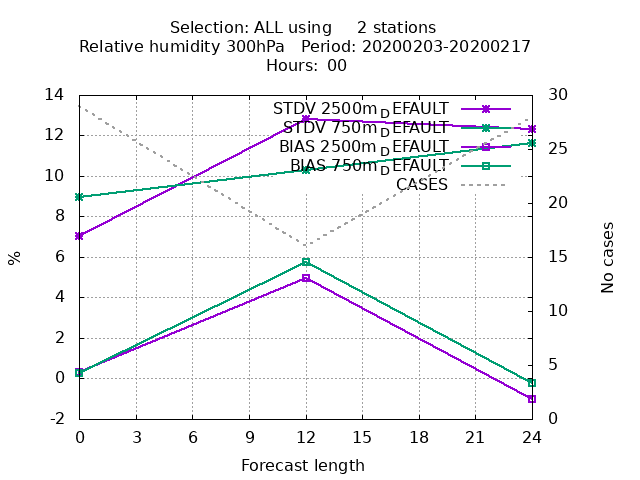 Selection: ALL using     2 stations
Relative humidity 300hPa   Period: 20200203-20200217
Hours: 00
14
12
10
8
6
4
2
0
-2
%
30
25
20
15
10
5
0
No cases
STDV 2500m_DEFAULT
STDV 750m_DEFAULT
BIAS 2500m_DEFAULT
BIAS 750m_DEFAULT
CASES
0 3 6 9 12 15 18 21 24
Forecast length